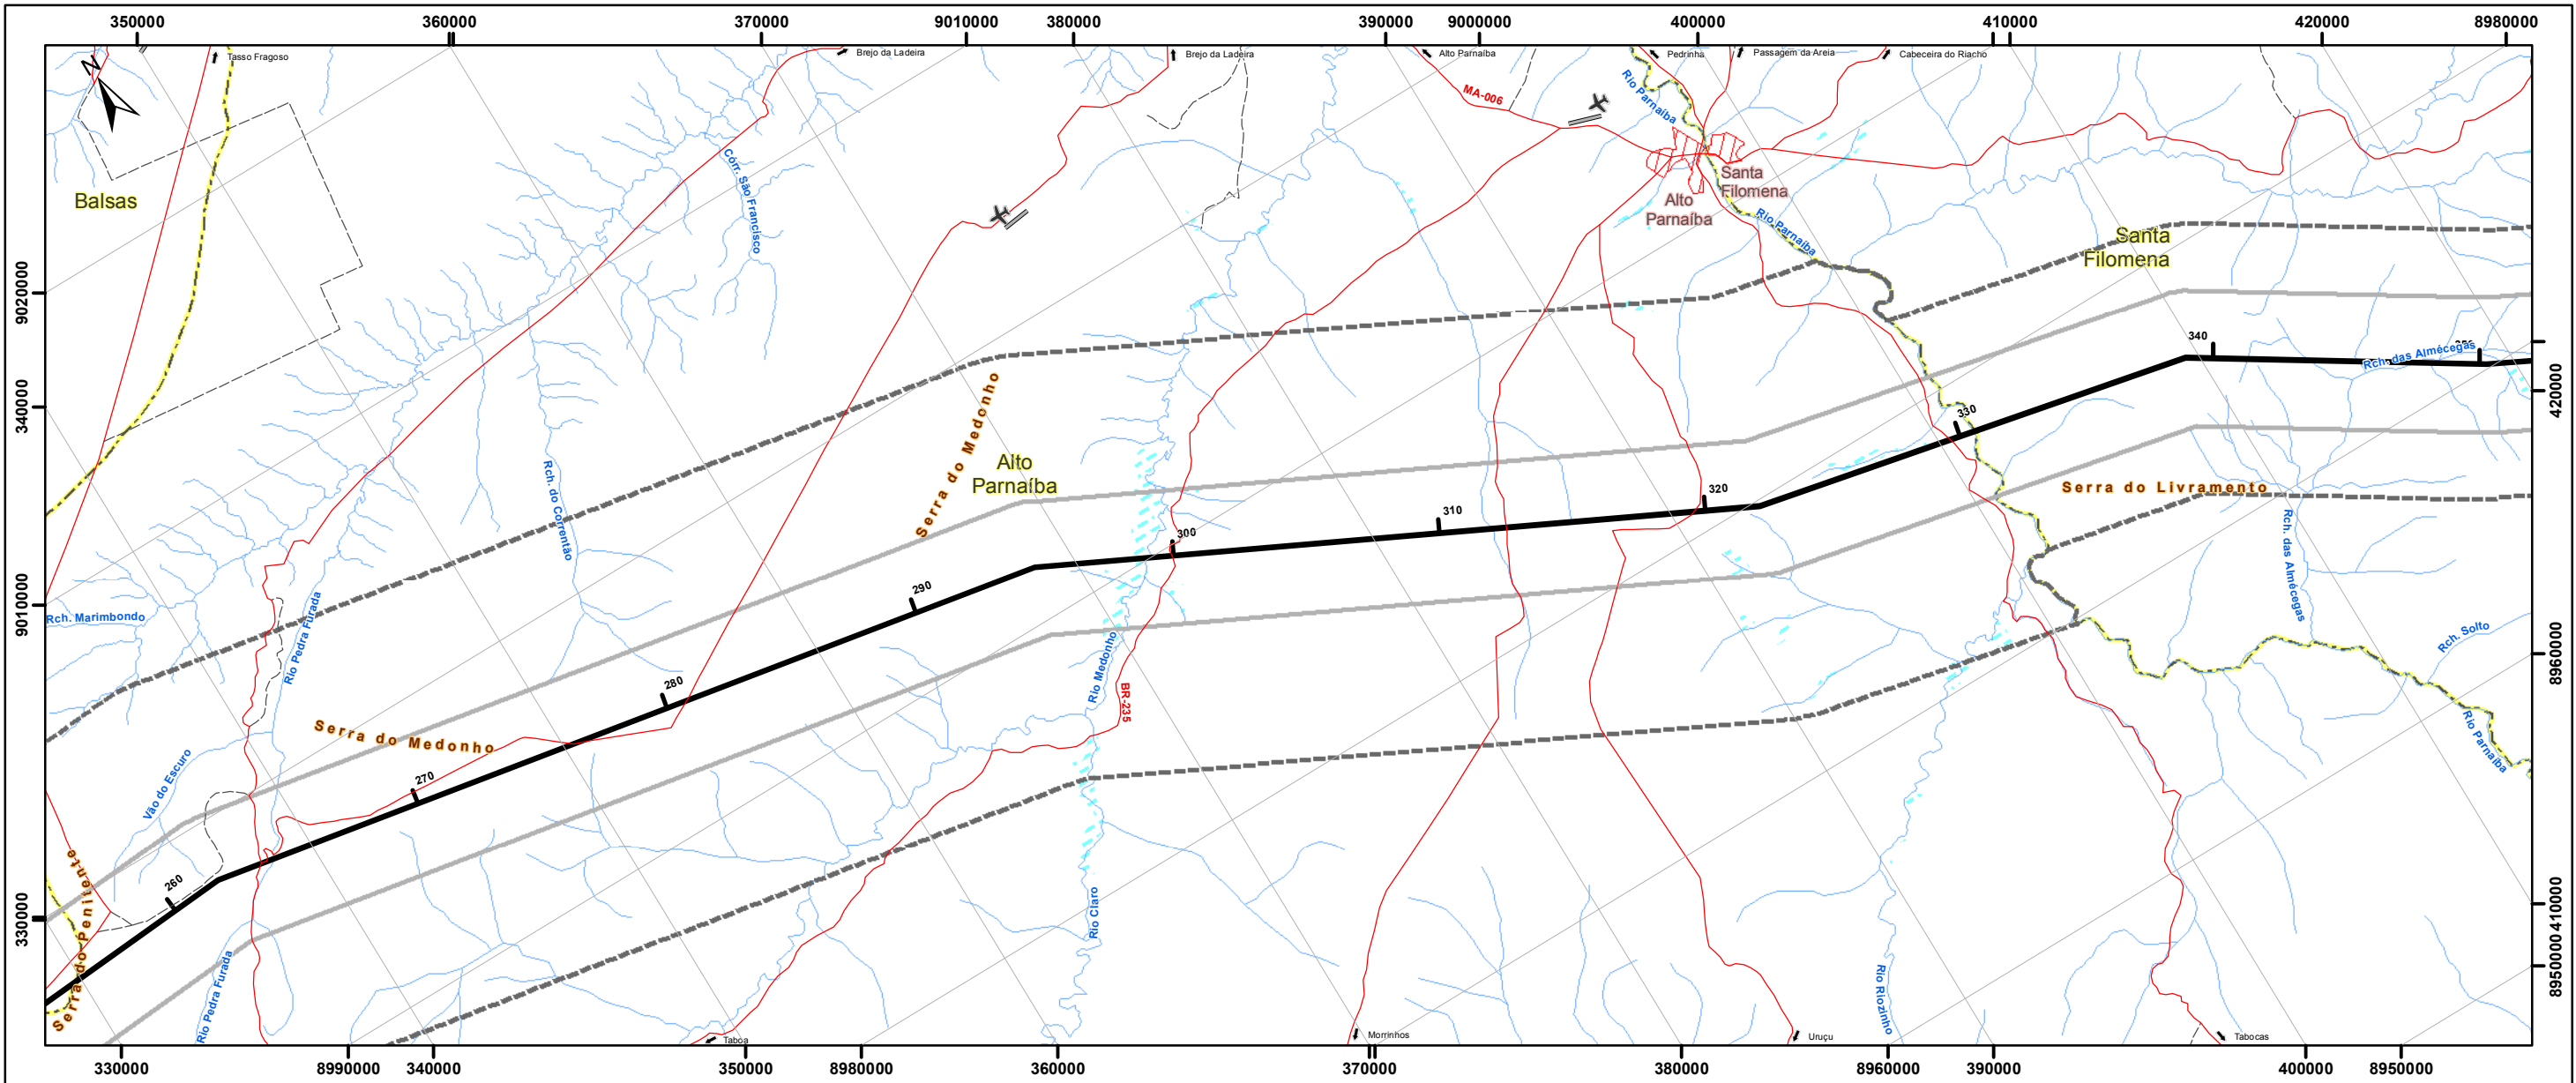 350000
360000
370000
9010000
380000
390000
9000000
400000
410000
420000
8980000
Tasso Fragoso
Brejo da Ladeira
Brejo da Ladeira
Alto Parnaíba
Pedrinha
Passagem da Areia
Cabeceira do Riacho
N
MA-006
Rio Parnaíba
Balsas
Córr. São Francisco
Santa
Filomena
Alto
Parnaíba
Rio Parnaíba
Santa
Filomena
9020000
340000
9010000
330000
420000
8960000
410000
8950000
340
Rch. das Almécegas
330
Serra do Medonho
Alto
Parnaíba
Rch. do Correntão
Serra do Livramento
320
310
300
290
Rch. das Almécegas
Rch. Marimbondo
Rio Pedra Furada
Rch. Solto
Rio Medonho
BR-235
280
Serra do Medonho
Rio Parnaíba
270
Vão do Escuro
260
Serra do Penitente
Rio Claro
Rio Pedra Furada
Rio Riozinho
Taboa
Morrinhos
Uruçu
Tabocas
330000
8990000
340000
350000
8980000
360000
370000
380000
8960000
390000
400000
8950000